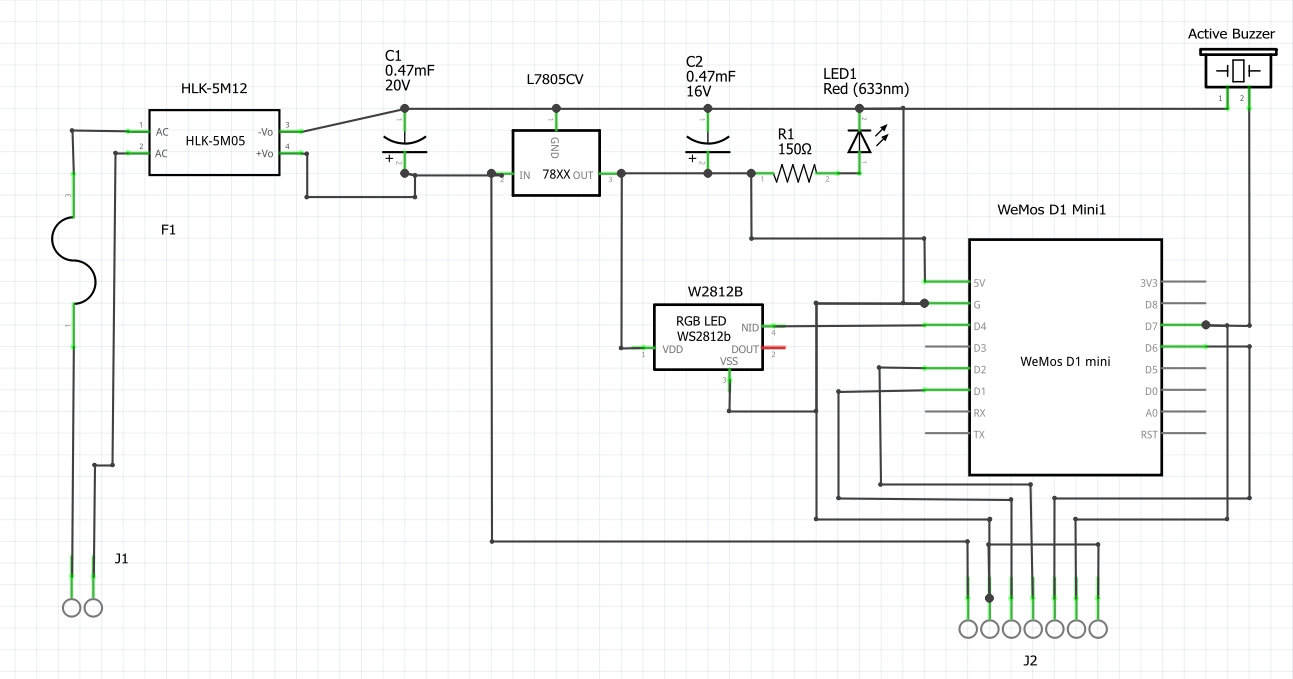 Active Buzzer
1 2
C1
0.47mF
20V
L7805CV
C2
0.47mF
16V
LED1
Red (633nm)
HLK-5M12
1 AC -Vo 3
HLK-5M05
2 AC +Vo 4
1
2
1
GND
2 IN 78XX OUT 3
1
2
R1
150Ω
1 2
2
1
3
F1
1
WeMos D1 Mini1
5V 3V3
G D8
D4 D7
D3 D6
D2 D5
D1 D0
RX A0
TX RST
WeMos D1 mini
W2812B
RGB LED
WS2812b
NID 4
1 VDD
DOUT 2
VSS
3
J1
J2